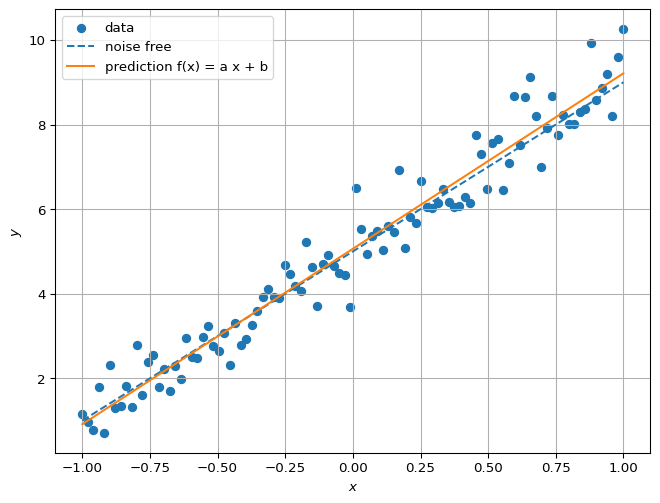 data
noise free
prediction f(x) = a x + b
10
8
6
4
2
y
−1.00 −0.75 −0.50 −0.25 0.00 0.25 0.50 0.75 1.00
x